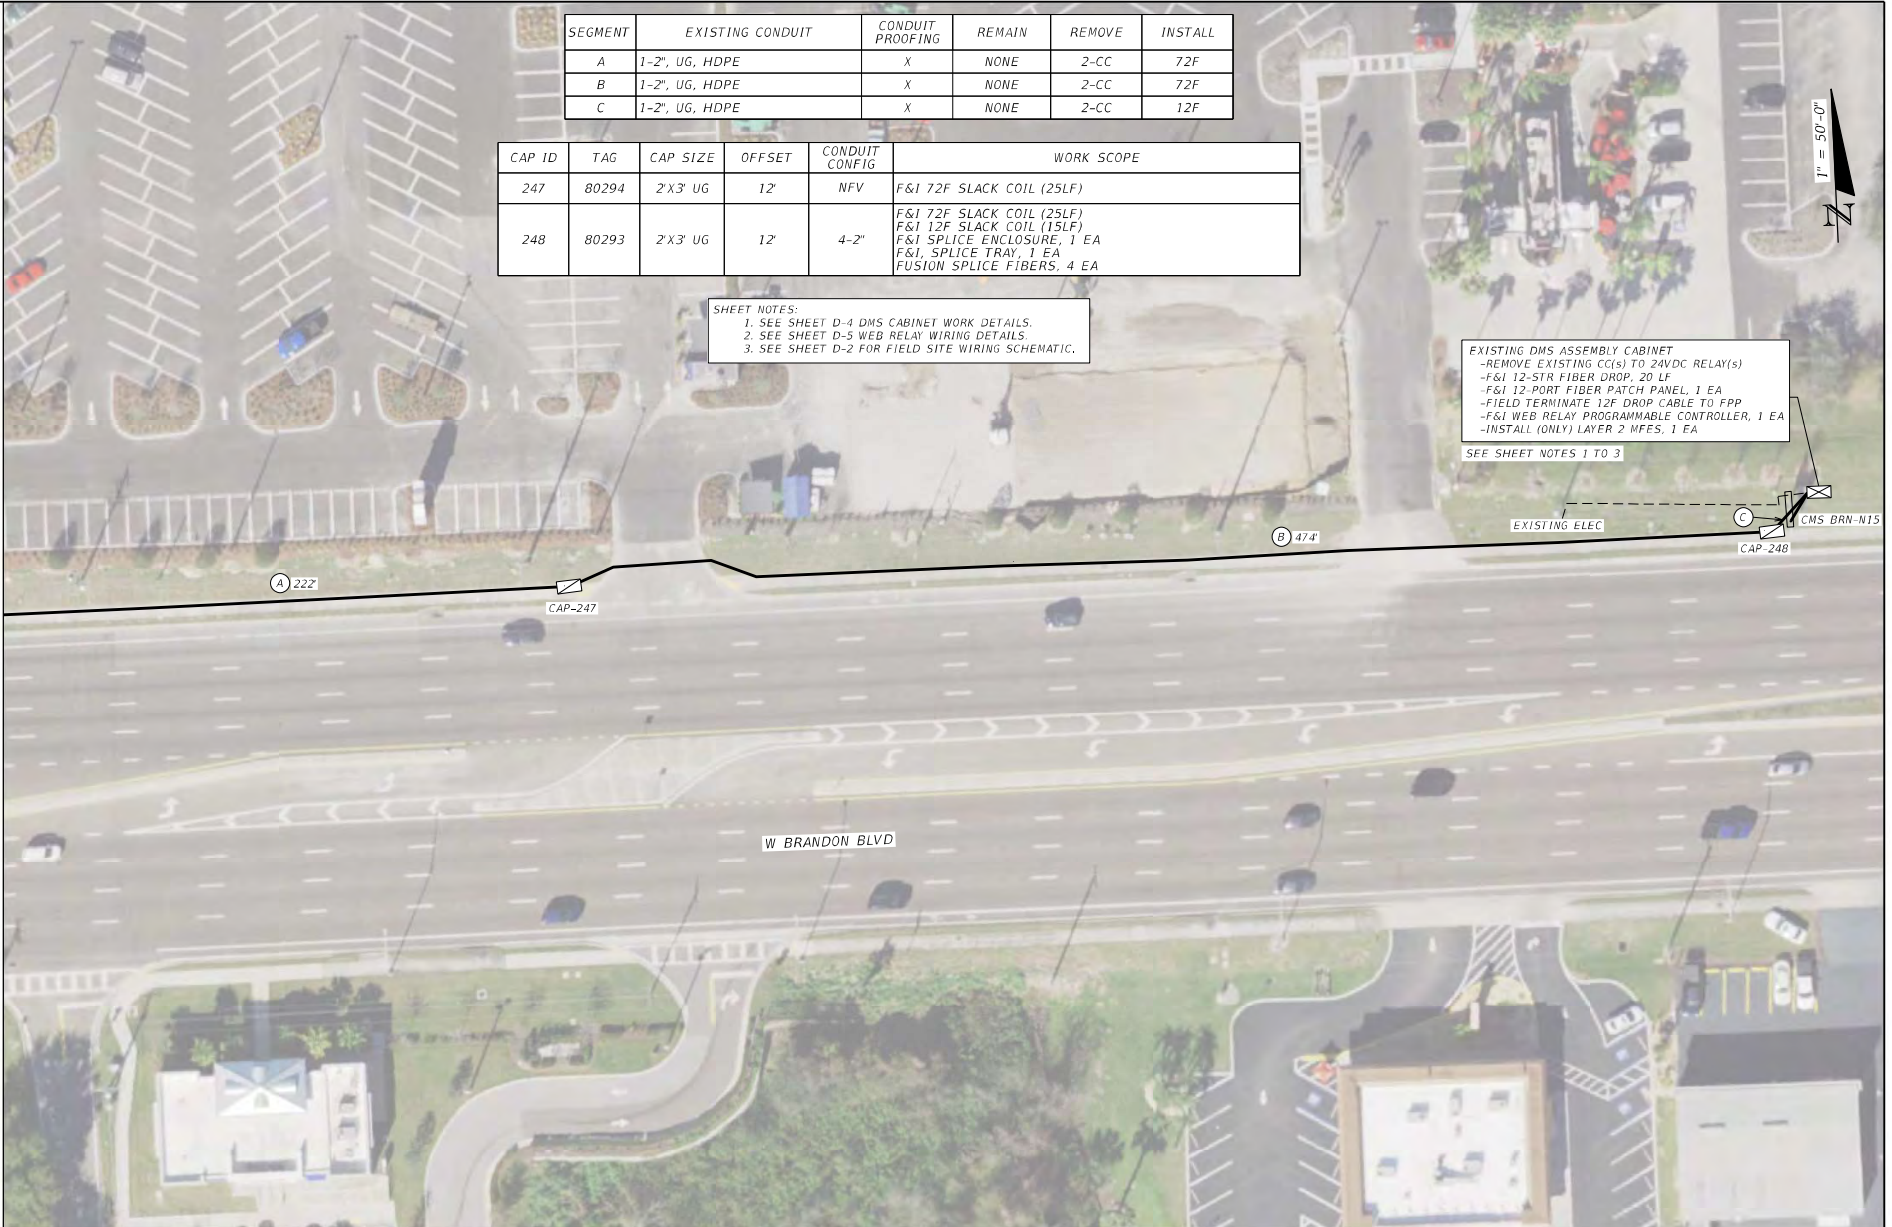 SEGMENT EXISTING CONDUIT CONDUIT PROOFING REMAIN REMOVE INSTALL
A 1-2", UG, HDPE X NONE 2-CC 72F
B 1-2", UG, HDPE X NONE 2-CC 72F
C 1-2", UG, HDPE X NONE 2-CC 12F
CAP ID TAG CAP SIZE OFFSET CONDUIT CONFIG WORK SCOPE
247 80294 2'X3' UG 12' NFV F&I 72F SLACK COIL (25LF)
248 80293 2'X3' UG 12' 4-2" F&I 72F SLACK COIL (25LF)
F&I 12F SLACK COIL (15LF)
F&I SPLICE ENCLOSURE, 1 EA
F&I, SPLICE TRAY, 1 EA
FUSION SPLICE FIBERS, 4 EA
1" = 50'-0"
N
SHEET NOTES:
1. SEE SHEET D-4 DMS CABINET WORK DETAILS.
2. SEE SHEET D-5 WEB RELAY WIRING DETAILS.
3. SEE SHEET D-2 FOR FIELD SITE WIRING SCHEMATIC.
EXISTING DMS ASSEMBLY CABINET
-REMOVE EXISTING CC(s) TO 24VDC RELAY(s)
-F&I 12-STR FIBER DROP, 20 LF
-F&I 12-PORT FIBER PATCH PANEL, 1 EA
-FIELD TERMINATE 12F DROP CABLE TO FPP
-F&I WEB RELAY PROGRAMMABLE CONTROLLER, 1 EA
-INSTALL (ONLY) LAYER 2 MFES, 1 EA
SEE SHEET NOTES 1 TO 3
EXISTING ELEC
C
CMS BRN-N15
CAP-248
B 474'
A 222'
CAP-247
W BRANDON BLVD